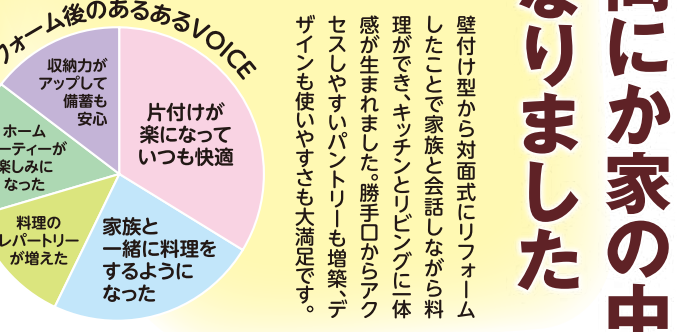 間にか家の中
なりました
壁付け型から対面式にリフォーム
したことで家族と会話しながら料
理ができ、キッチンとリビングに一体
感が生まれました。勝手口からアク
セスしやすいパントリーも増築、デ
ザインも使いやすさも大満足です。
フォーム後のあるあるVOICE
片付けが
楽になって
いつも快適
家族と
一緒に料理を
するように
なった
料理の
レパートリー
が増えた
ホーム
ーティーが
楽しみに
なった
収納力が
アップして
備蓄も
安心